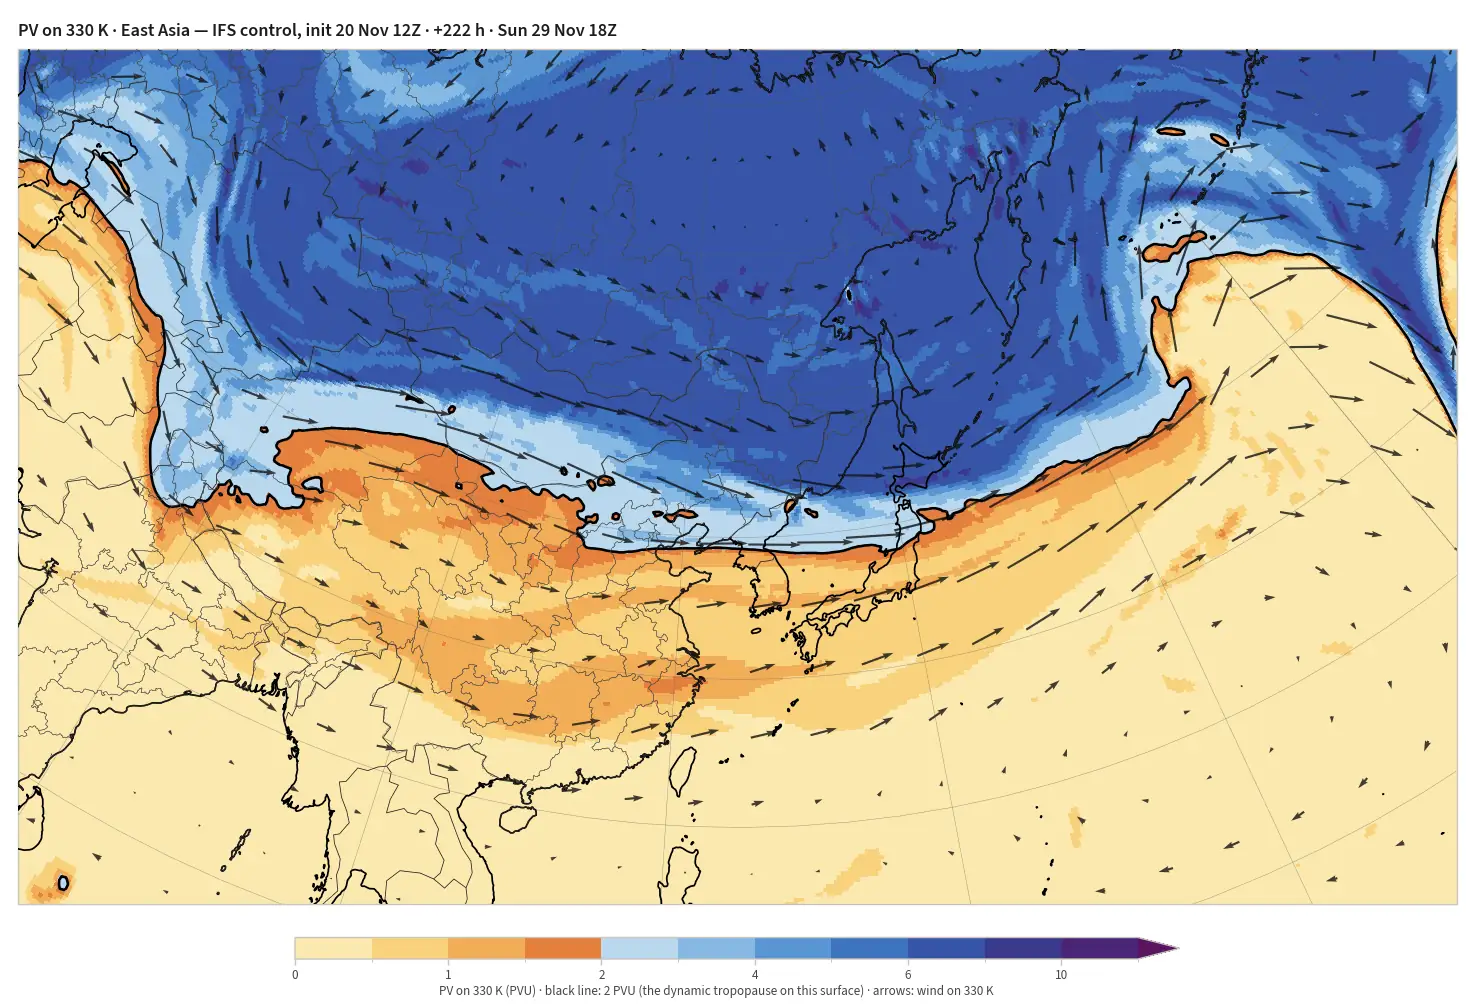 PV on 330 K · East Asia — IFS control, init 20 Nov 12Z · +222 h · Sun 29 Nov 18Z
0 1 2 4 6 10
PV on 330 K (PVU) · black line: 2 PVU (the dynamic tropopause on this surface) · arrows: wind on 330 K